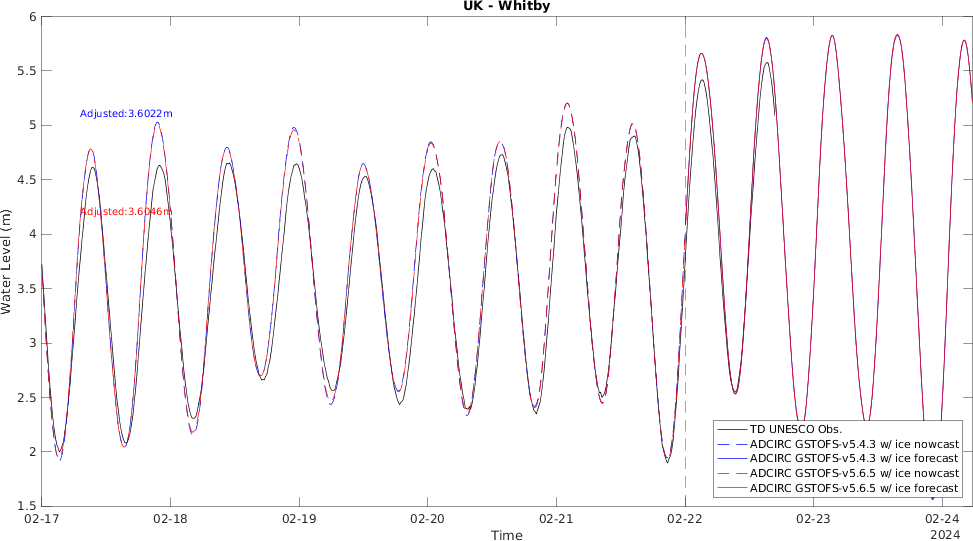 UK - Whitby
6
5.5
5
4.5
4
3.5
3
2.5
2
1.5
Water Level (m)
Adjusted:3.6022m
Adjusted:3.6046m
TD UNESCO Obs.
ADCIRC GSTOFS-v5.4.3 w/ ice nowcast
ADCIRC GSTOFS-v5.4.3 w/ ice forecast
ADCIRC GSTOFS-v5.6.5 w/ ice nowcast
ADCIRC GSTOFS-v5.6.5 w/ ice forecast
02-17 02-18 02-19 02-20 02-21 02-22 02-23 02-24
Time
2024